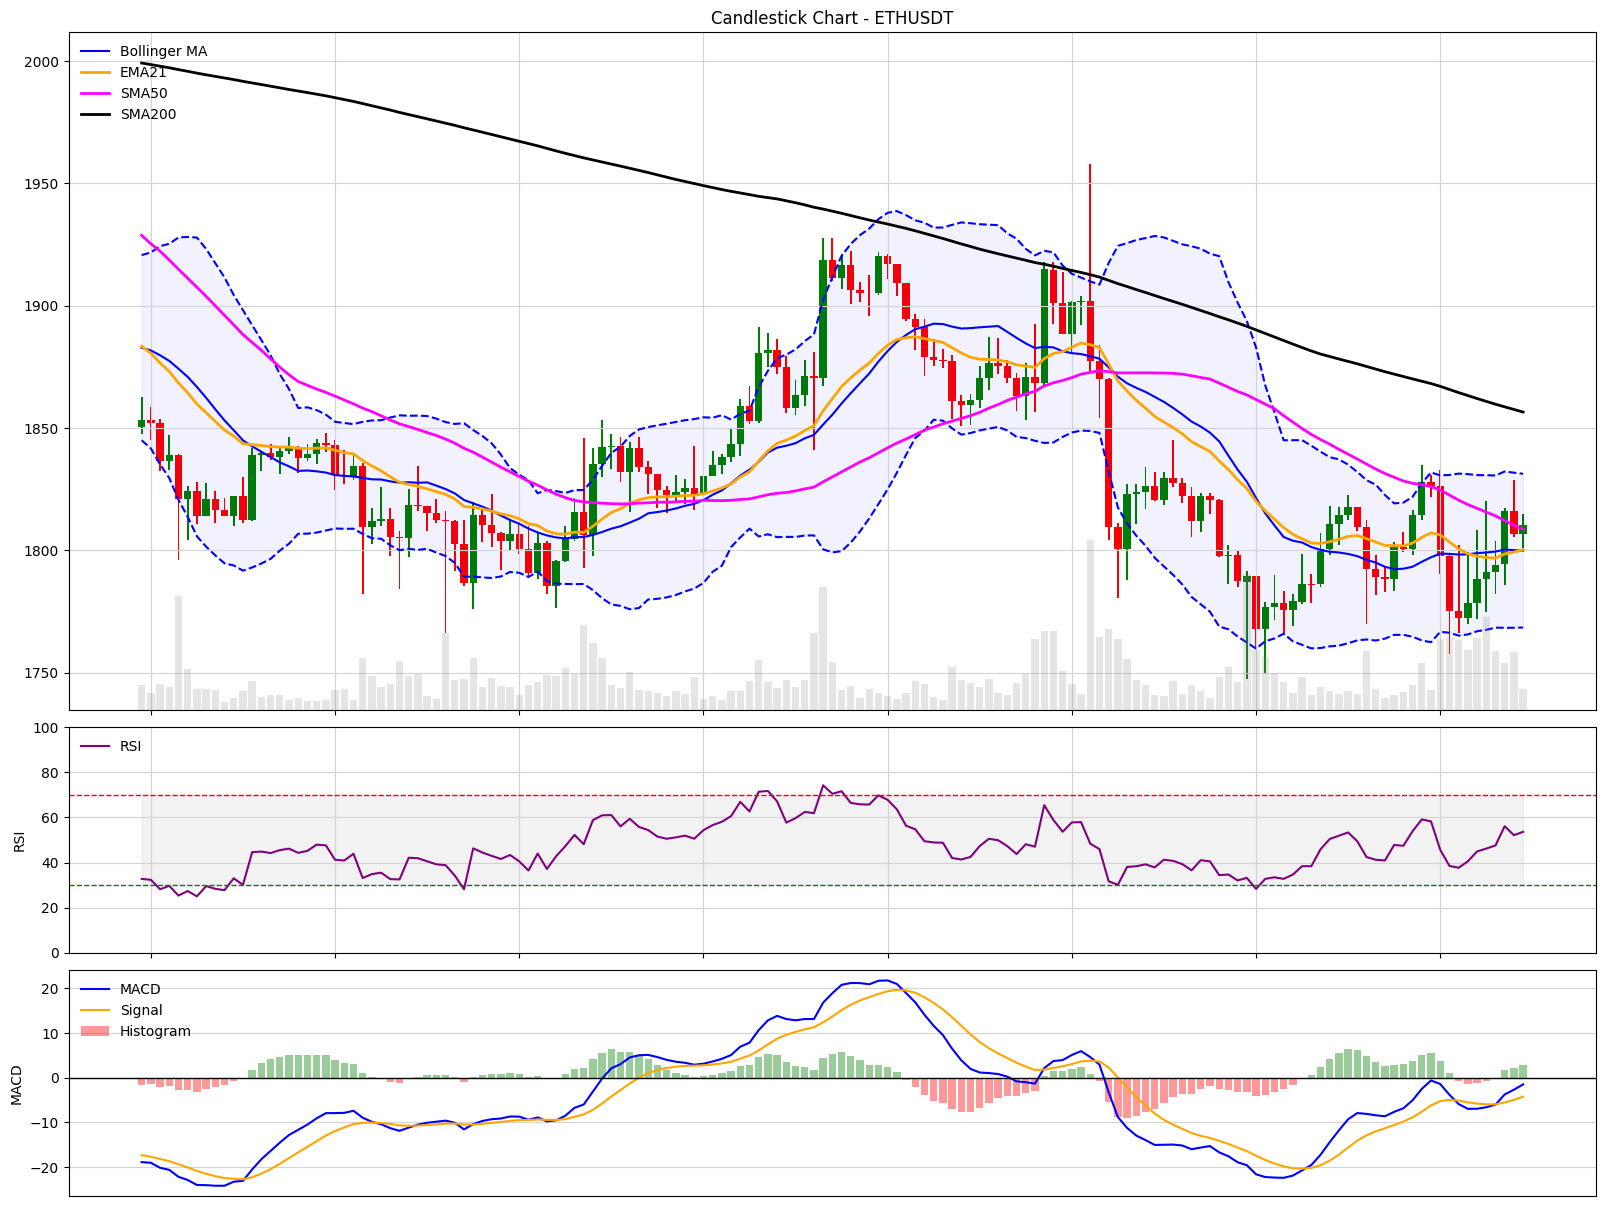 Candlestick Chart - ETHUSDT
Bollinger MA
EMA21
SMA50
SMA200
2000
1950
1900
1850
1800
1750
RSI
100
80
60
40
20
0
RSI
MACD
Signal
Histogram
20
10
0
−10
−20
MACD